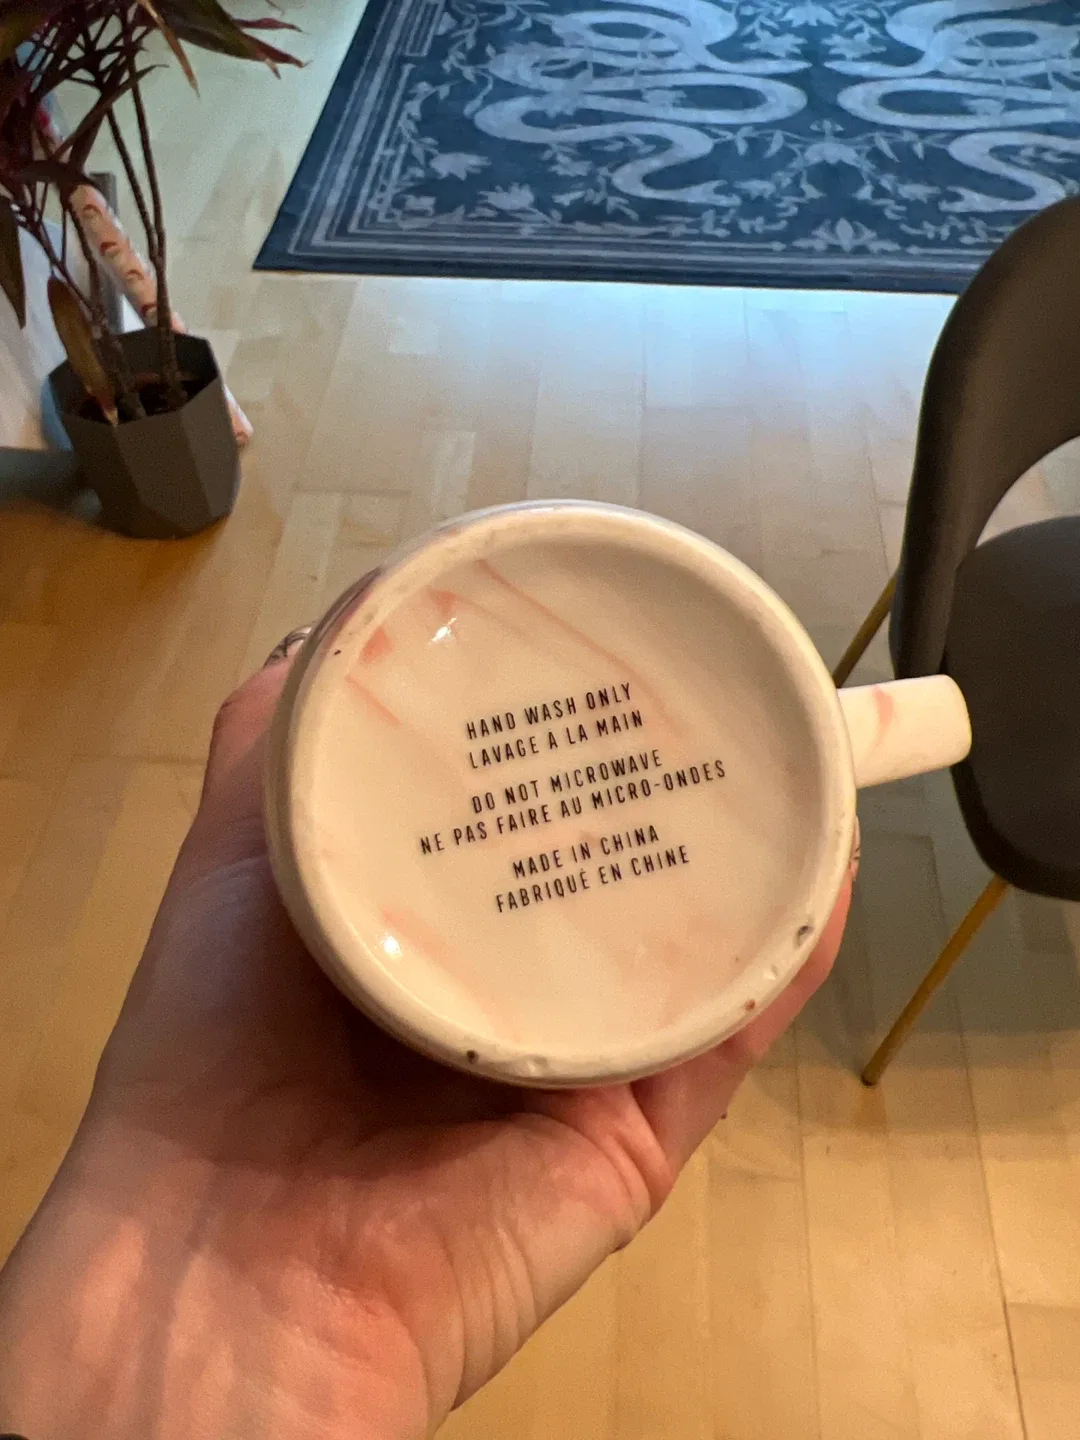 HAND WASH ONLY
LAVAGE A LA MAIN
DO NOT MICROWAVE
NE PAS FAIRE AU MICRO-ONDES
MADE IN CHINA
FABRIQUÉ EN CHINE